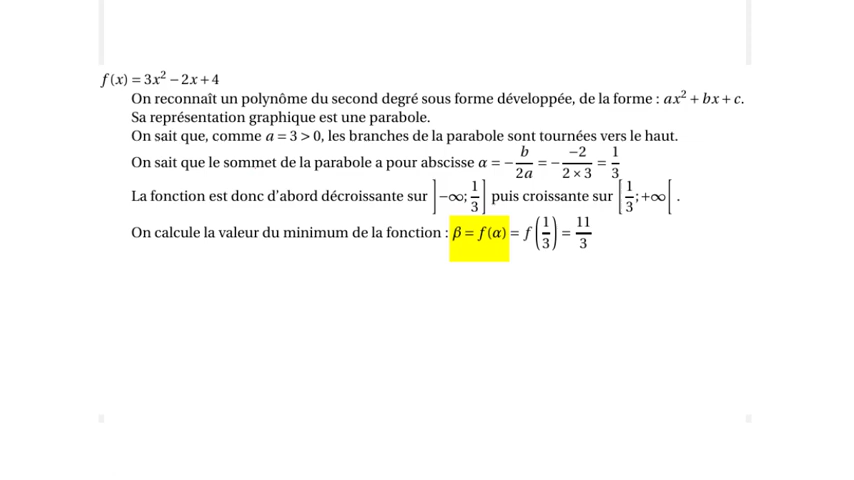 f(x) = 3x² − 2x + 4
On reconnaît un polynôme du second degré sous forme développée, de la forme : ax² + bx + c.
Sa représentation graphique est une parabole.
On sait que, comme a = 3 > 0, les branches de la parabole sont tournées vers le haut.
On sait que le sommet de la parabole a pour abscisse α = −b/2a = −−2/2 × 3 = 1/3
La fonction est donc d'abord décroissante sur ]−∞; 1/3] puis croissante sur [1/3; +∞[ .
On calcule la valeur du minimum de la fonction : β = f(α) = f(1/3) = 11/3